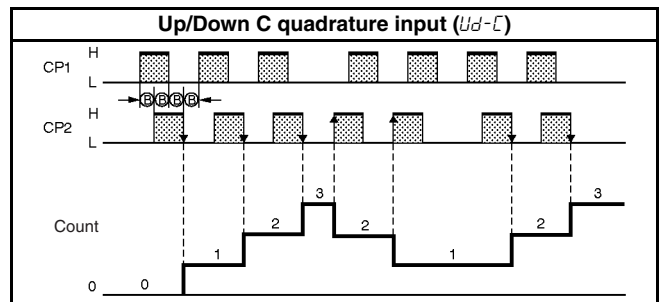 Up/Down C quadrature input (Ud-C)
H
CP1
L
B B B B
H
CP2
L
3 3
2 2 2
Count
1 1
0 0